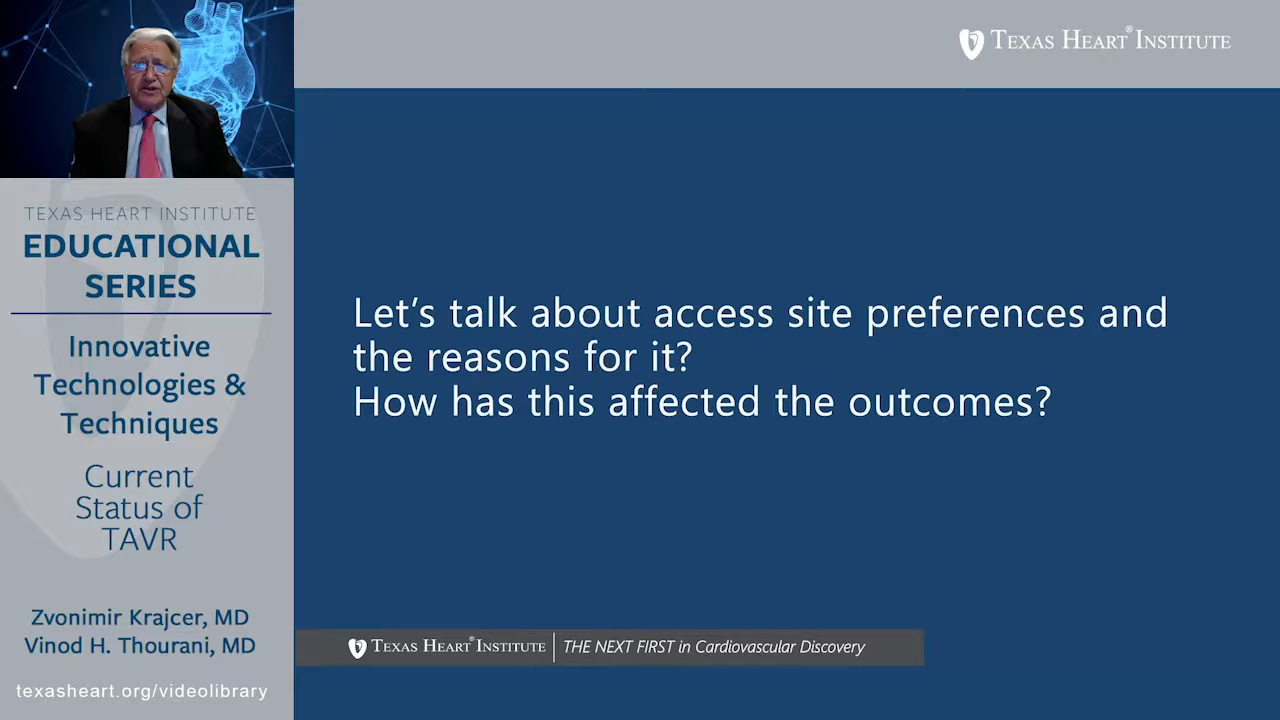 TEXAS HEART® INSTITUTE
TEXAS HEART INSTITUTE
EDUCATIONAL
SERIES
Innovative
Technologies &
Techniques
Current
Status of
TAVR
Zvonimir Krajcer, MD
Vinod H. Thourani, MD
texasheart.org/videolibrary
Let's talk about access site preferences and
the reasons for it?
How has this affected the outcomes?
TEXAS HEART® INSTITUTE | THE NEXT FIRST in Cardiovascular Discovery